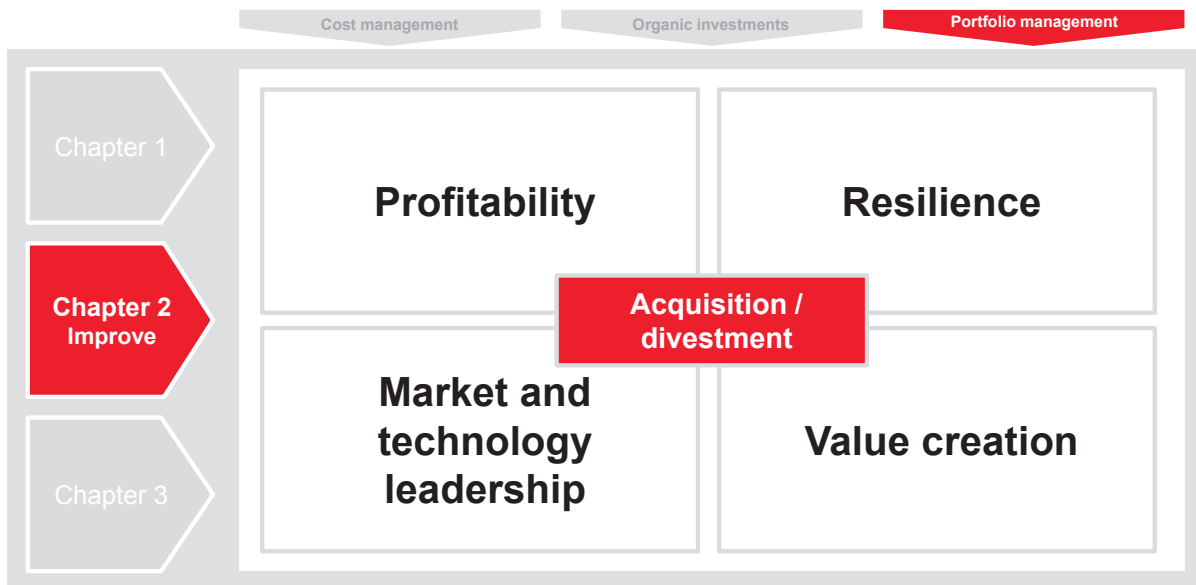 Cost management
Organic investments
Portfolio management
Chapter 1
Profitability
Resilience
Chapter 2
Improve
Acquisition /
divestment
Market and
technology
leadership
Value creation
Chapter 3